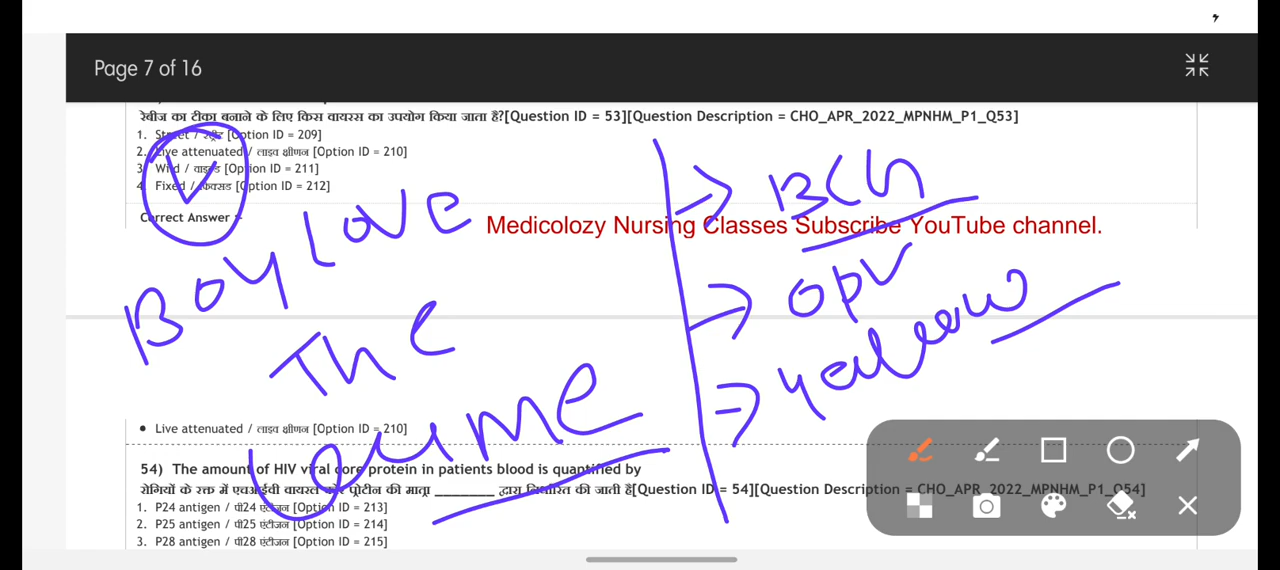 Page 7 of 16
रेबीज का टीका बनाने के लिए किस वायरस का उपयोग किया जाता है?[Question ID = 53][Question Description = CHO_APR_2022_MPNHM_P1_Q53]
1. Street / स्ट्रीट [Option ID = 209]
2. Live attenuated / लाइव क्षीणन [Option ID = 210]
3. Wild / वाइल्ड [Option ID = 211]
4. Fixed / फिक्सड [Option ID = 212]
Correct Answer :-
Medicolozy Nursing Classes Subscribe YouTube channel.
BOY LOVE
The
→ BCG
→ OPV
• Live attenuated / लाइव क्षीणन [Option ID = 210]
54) The amount of HIV viral core protein in patients blood is quantified by
रोगियों के रक्त में एचआईवी वायरल कोर प्रोटीन की मात्रा ________ द्वारा निर्धारित की जाती है[Question ID = 54][Question Description = CHO_APR_2022_MPNHM_P1_Q54]
1. P24 antigen / पी24 एंटीजन [Option ID = 213]
2. P25 antigen / पी25 एंटीजन [Option ID = 214]
3. P28 antigen / पी28 एंटीजन [Option ID = 215]